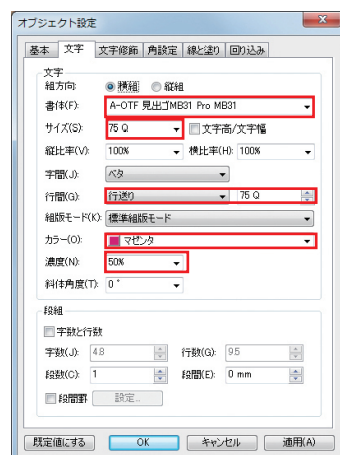 オブジェクト設定
基本 文字 文字修飾 角設定 線と塗り 回り込み
文字
組方向: 横組 縦組
書体(F): A-OTF 見出ゴMB31 Pro MB31
サイズ(S): 75 Q 文字高/文字幅
縦比率(V): 100% 横比率(H): 100%
字間(J): ベタ
行間(G): 行送り 75 Q
組版モード(K): 標準組版モード
カラー(O): マゼンタ
濃度(N): 50%
斜体角度(T): 0°
段組
字数と行数
字数(J): 48 行数(G): 95
段数(C): 1 段間(E): 0 mm
段間罫 設定...
既定値にする OK キャンセル 適用(A)